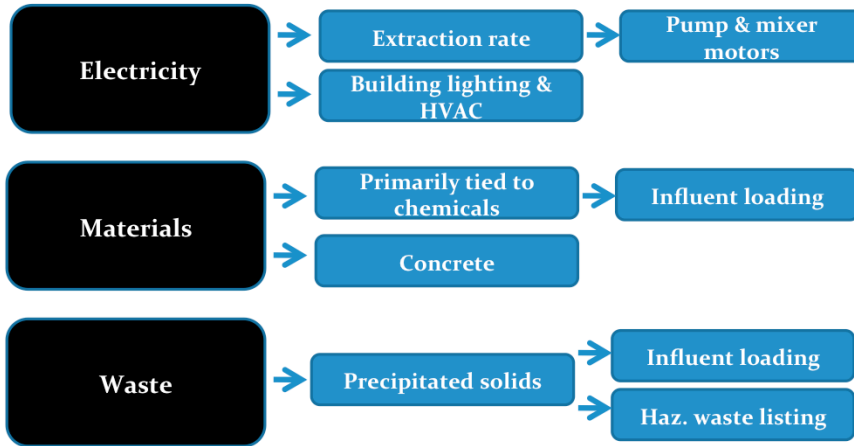 Electricity
Extraction rate
Pump & mixer
motors
Building lighting &
HVAC
Materials
Primarily tied to
chemicals
Influent loading
Concrete
Waste
Precipitated solids
Influent loading
Haz. waste listing